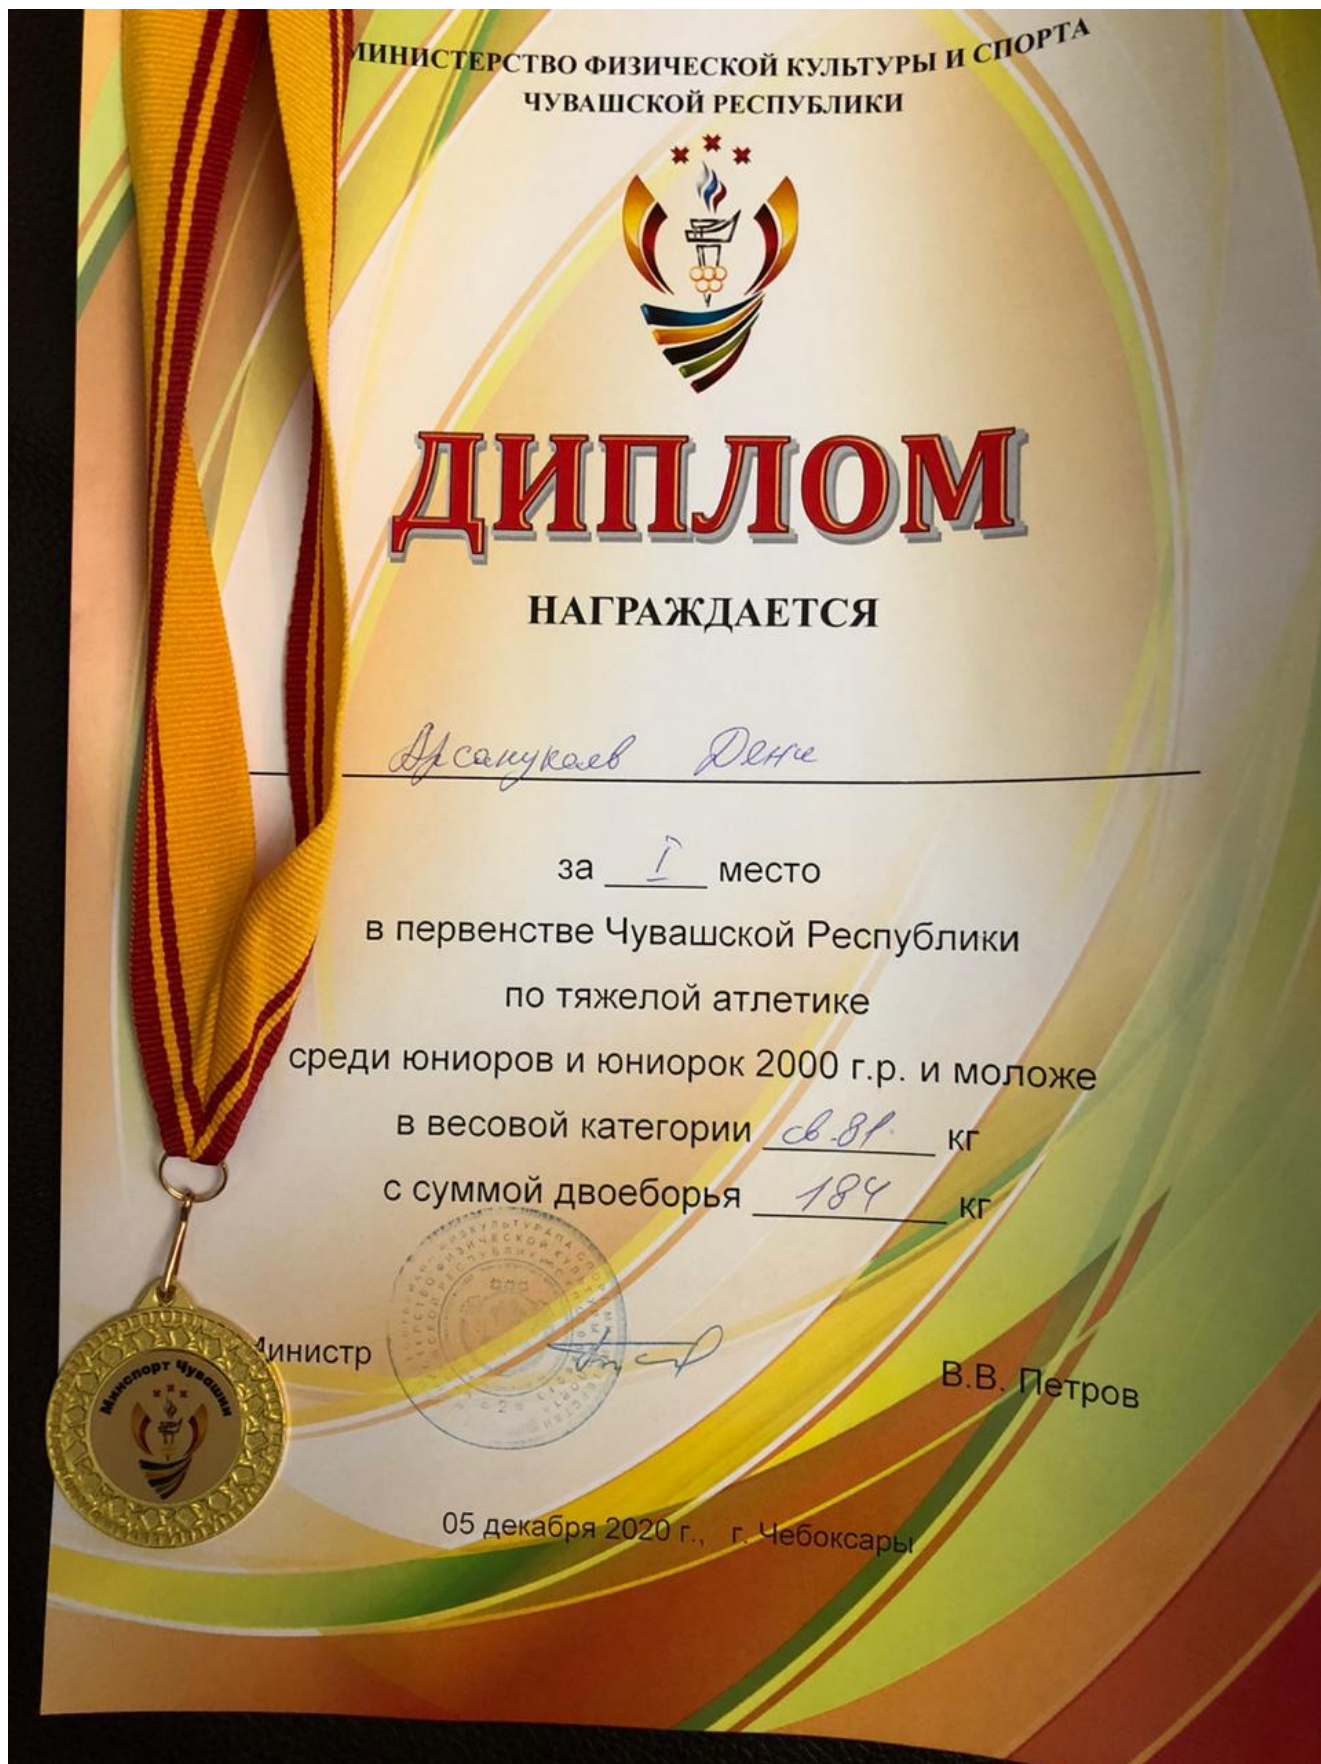 МИНИСТЕРСТВО ФИЗИЧЕСКОЙ КУЛЬТУРЫ И СПОРТА
ЧУВАШСКОЙ РЕСПУБЛИКИ
ДИПЛОМ
НАГРАЖДАЕТСЯ
Арсанукаев Дени
за I место
в первенстве Чувашской Республики
по тяжелой атлетике
среди юниоров и юниорок 2000 г.р. и моложе
в весовой категории св.81. кг
с суммой двоеборья 184 кг
Министр
В.В. Петров
Минспорт Чувашии
05 декабря 2020 г., г. Чебоксары